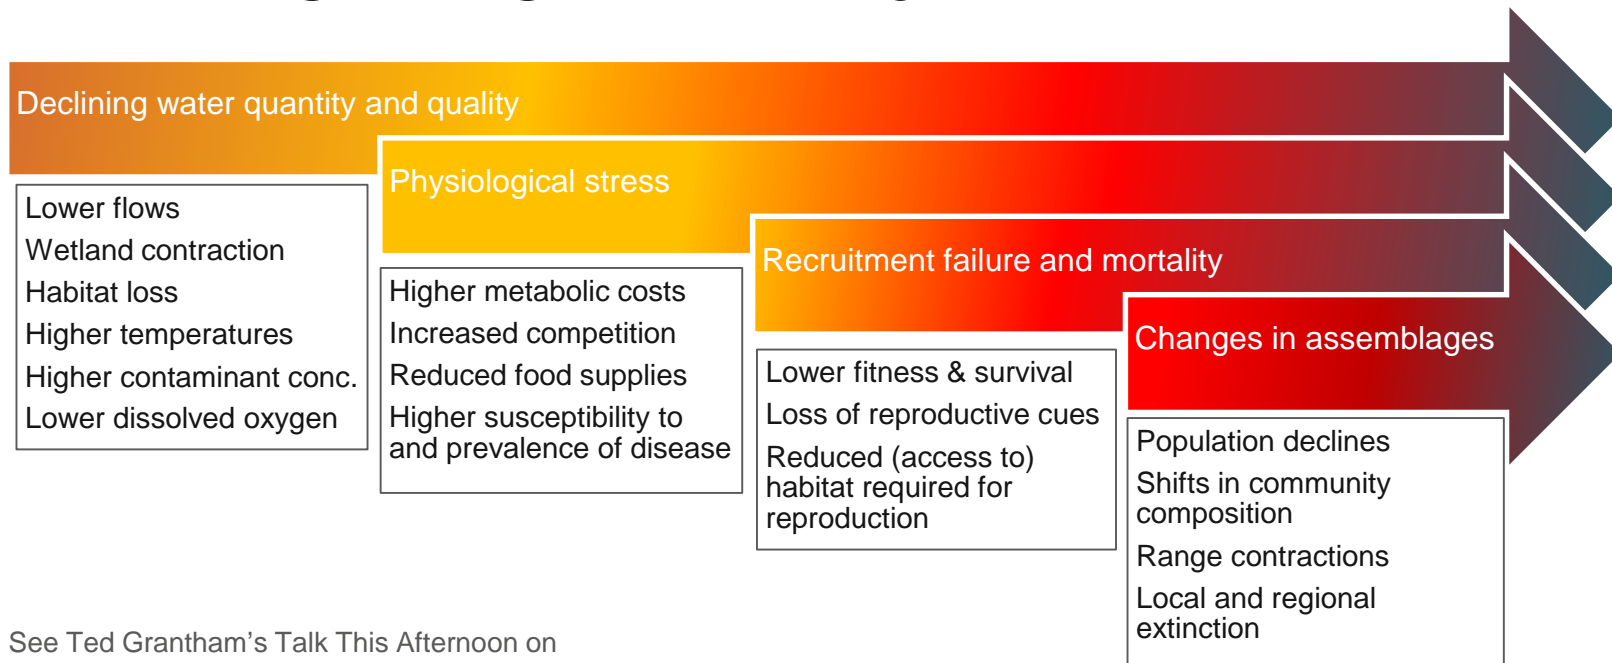 Declining water quantity and quality
Lower flows
Wetland contraction
Habitat loss
Higher temperatures
Higher contaminant conc.
Lower dissolved oxygen
Physiological stress
Higher metabolic costs
Increased competition
Reduced food supplies
Higher susceptibility to
and prevalence of disease
Recruitment failure and mortality
Lower fitness & survival
Loss of reproductive cues
Reduced (access to)
habitat required for
reproduction
Changes in assemblages
Population declines
Shifts in community
composition
Range contractions
Local and regional
extinction
See Ted Grantham’s Talk This Afternoon on